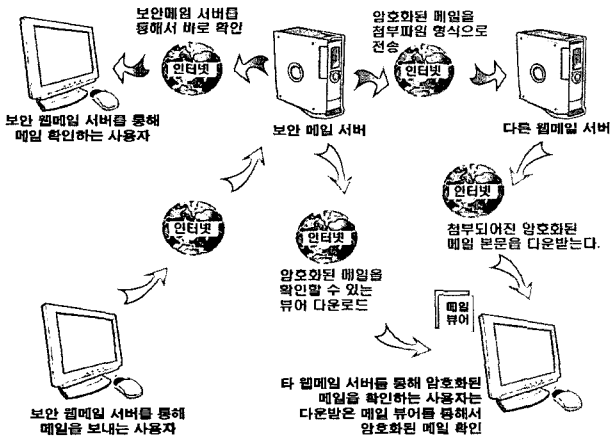 보안메일 서버를
통해서 바로 확인
인터넷
보안 웹메일 서버를 통해
메일 확인하는 사용자
보안 메일 서버
암호화된 메일을
첨부파일 형식으로
전송
인터넷
다른 웹메일 서버
인터넷
인터넷
인터넷
암호화된 메일을
확인할 수 있는
뷰어 다운로드
첨부되어진 암호화된
메일 본문을 다운받는다.
메일
뷰어
보안 웹메일 서버를 통해
메일을 보내는 사용자
타 웹메일 서버를 통해 암호화된
메일을 확인하는 사용자는
다운받은 메일 뷰어를 통해서
암호화된 메일 확인